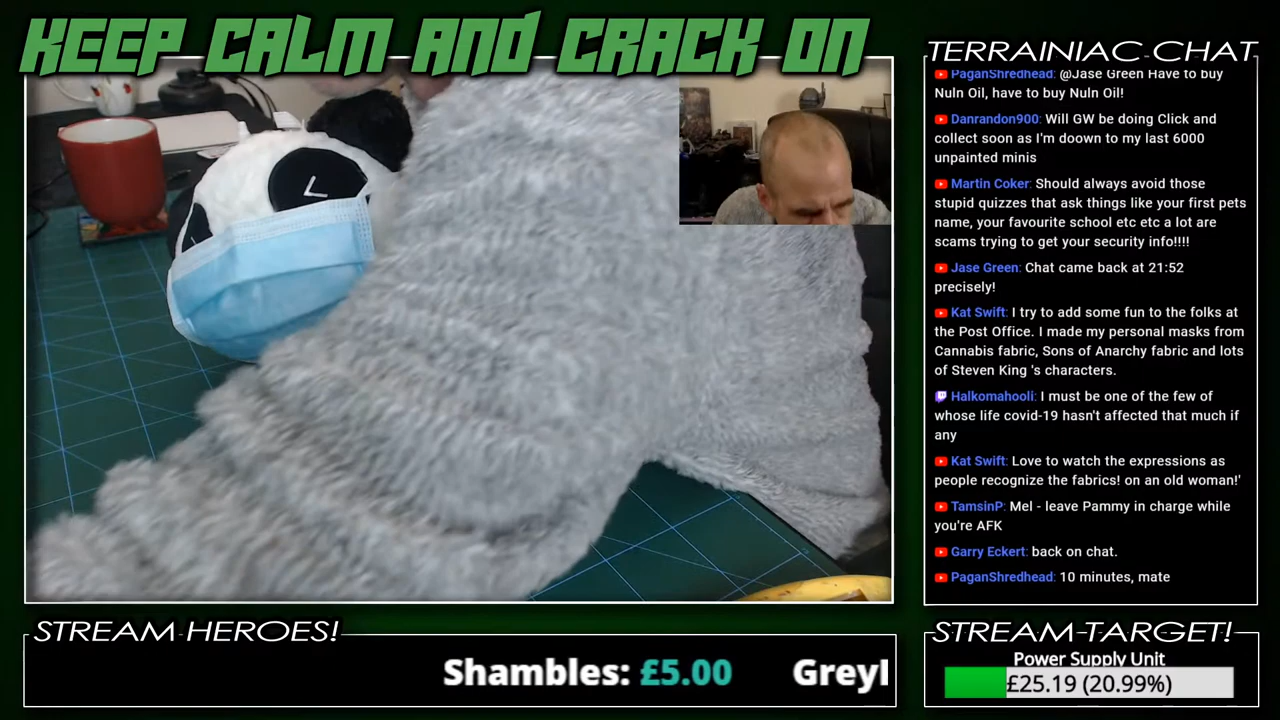 KEEP CALM AND CRACK ON
TERRAINIAC CHAT
PaganShredhead: @Jase Green Have to buy
Nuln Oil, have to buy Nuln Oil!
Danrandon900: Will GW be doing Click and
collect soon as I'm doown to my last 6000
unpainted minis
Martin Coker: Should always avoid those
stupid quizzes that ask things like your first pets
name, your favourite school etc etc a lot are
scams trying to get your security info!!!!
Jase Green: Chat came back at 21:52
precisely!
Kat Swift: I try to add some fun to the folks at
the Post Office. I made my personal masks from
Cannabis fabric, Sons of Anarchy fabric and lots
of Steven King 's characters.
Halkomahooli: I must be one of the few of
whose life covid-19 hasn't affected that much if
any
Kat Swift: Love to watch the expressions as
people recognize the fabrics! on an old woman!'
TamsinP: Mel - leave Pammy in charge while
you're AFK
Garry Eckert: back on chat.
PaganShredhead: 10 minutes, mate
STREAM HEROES!
Shambles: £5.00 Greyl
STREAM TARGET!
Power Supply Unit
£25.19 (20.99%)